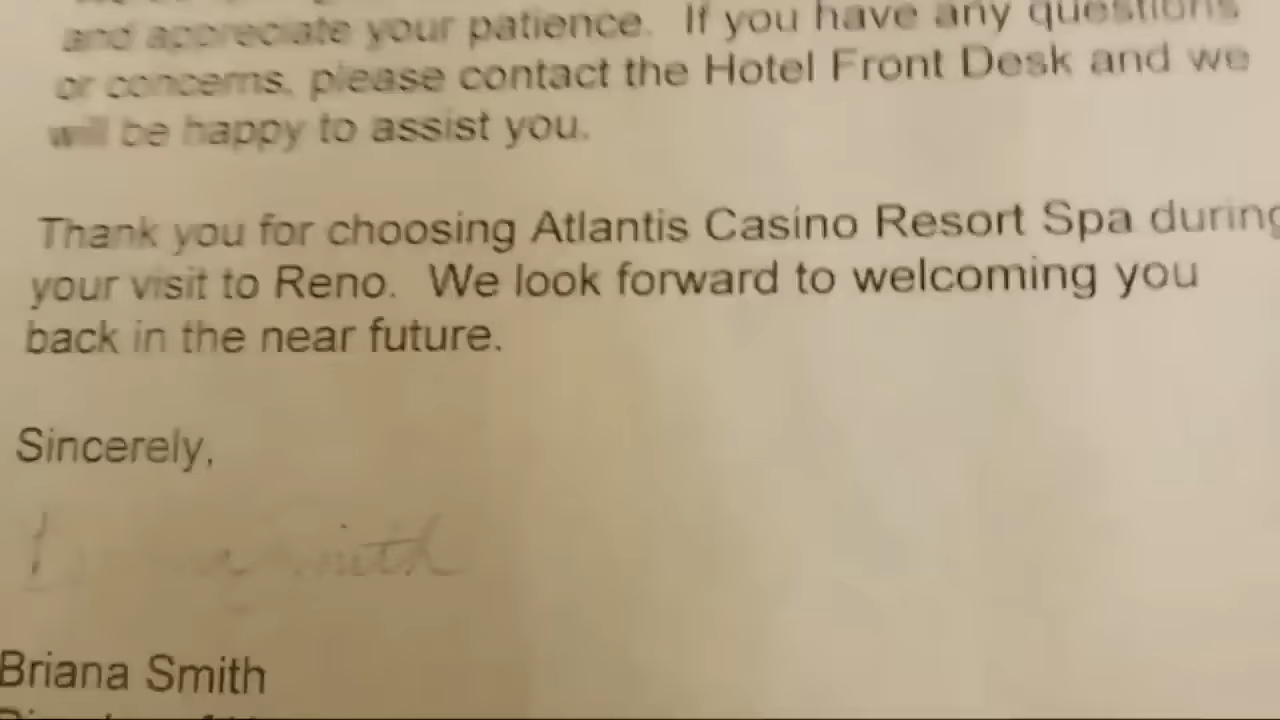 and appreciate your patience. If you have any questions
or concerns, please contact the Hotel Front Desk and we
will be happy to assist you.
Thank you for choosing Atlantis Casino Resort Spa during
your visit to Reno. We look forward to welcoming you
back in the near future.
Sincerely,
Smith
Briana Smith